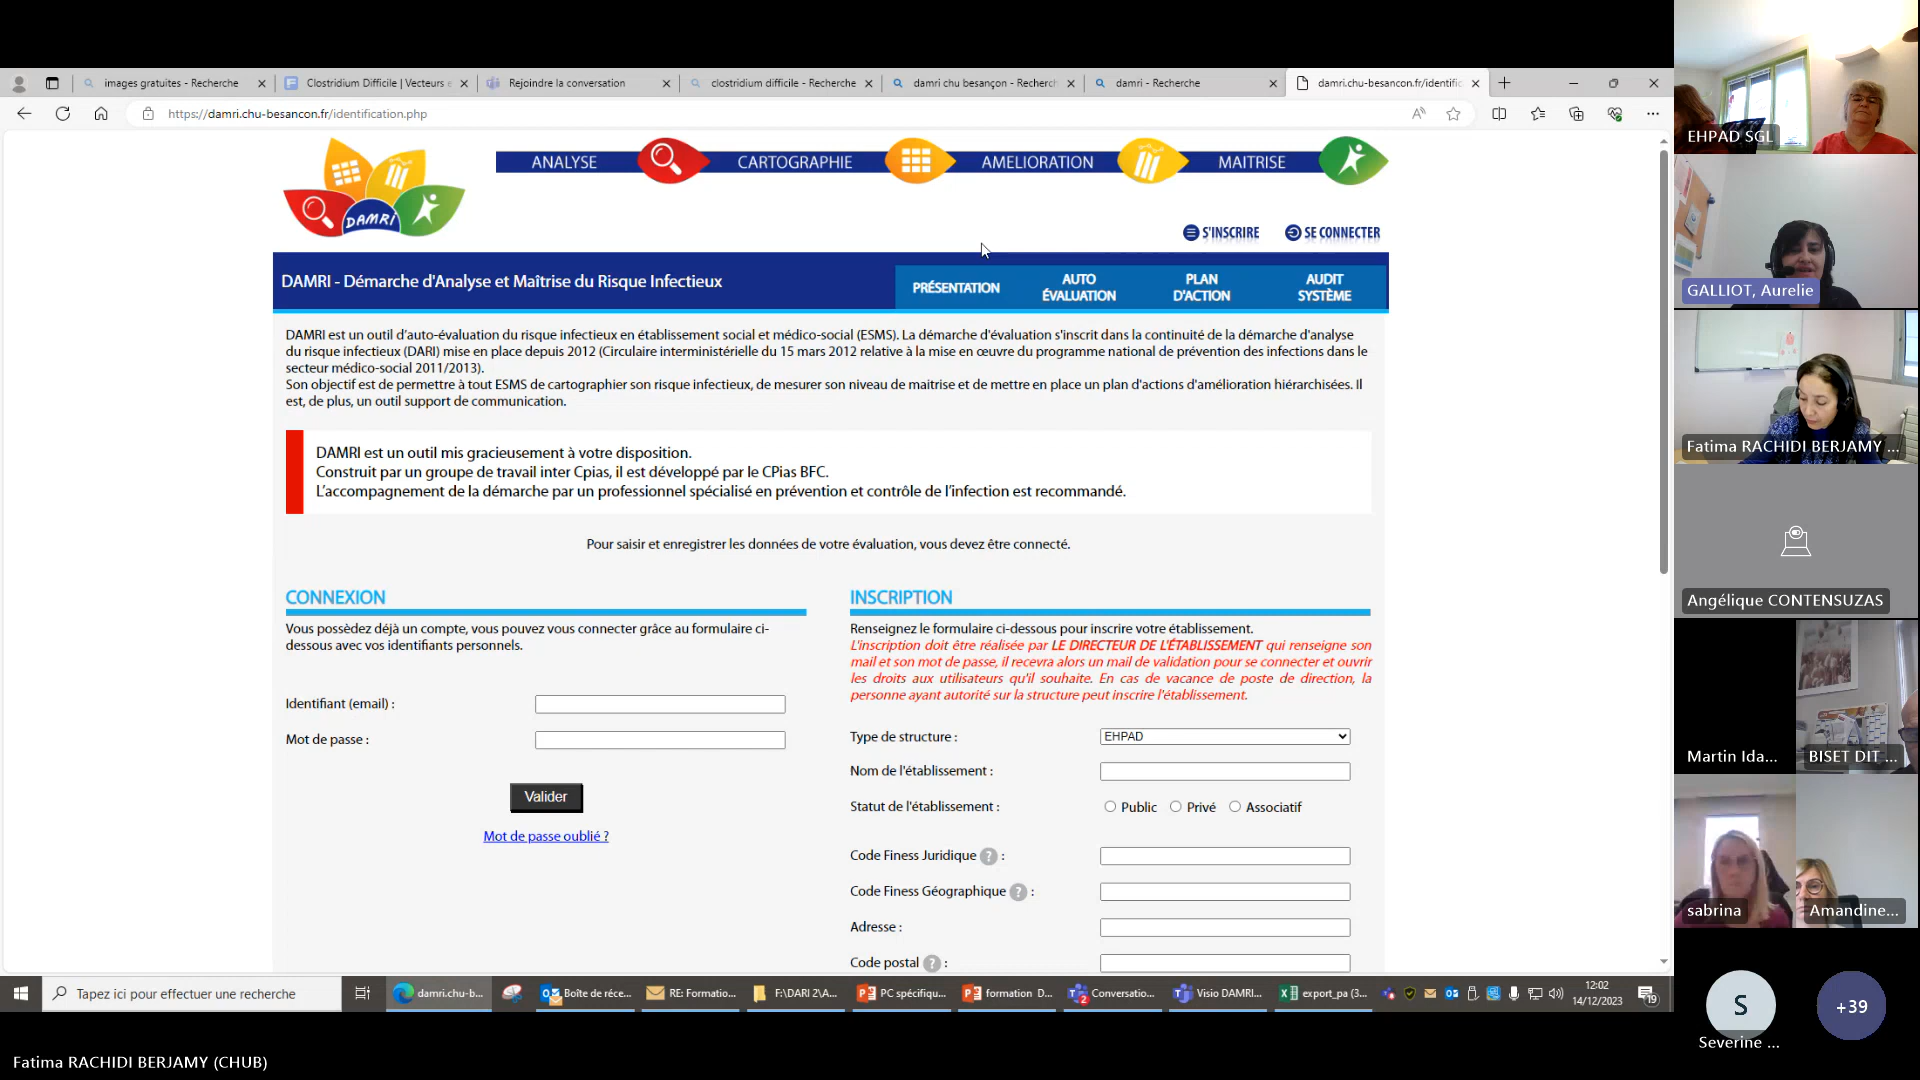 images gratuites - Recherche
Clostridium Difficile | Vecteurs e
Rejoindre la conversation
clostridium difficile - Recherche
damri chu besançon - Recherch
damri - Recherche
damri.chu-besancon.fr/identific
https://damri.chu-besancon.fr/identification.php
ANALYSE
CARTOGRAPHIE
AMELIORATION
MAITRISE
DAMRI
S'INSCRIRE
SE CONNECTER
DAMRI - Démarche d'Analyse et Maîtrise du Risque Infectieux
PRÉSENTATION
AUTO
ÉVALUATION
PLAN
D'ACTION
AUDIT
SYSTÈME
DAMRI est un outil d'auto-évaluation du risque infectieux en établissement social et médico-social (ESMS). La démarche d'évaluation s'inscrit dans la continuité de la démarche d'analyse
du risque infectieux (DARI) mise en place depuis 2012 (Circulaire interministérielle du 15 mars 2012 relative à la mise en œuvre du programme national de prévention des infections dans le
secteur médico-social 2011/2013).
Son objectif est de permettre à tout ESMS de cartographier son risque infectieux, de mesurer son niveau de maitrise et de mettre en place un plan d'actions d'amélioration hiérarchisées. Il
est, de plus, un outil support de communication.
DAMRI est un outil mis gracieusement à votre disposition.
Construit par un groupe de travail inter Cpias, il est développé par le CPias BFC.
L'accompagnement de la démarche par un professionnel spécialisé en prévention et contrôle de l'infection est recommandé.
Pour saisir et enregistrer les données de votre évaluation, vous devez être connecté.
CONNEXION
Vous possèdez déjà un compte, vous pouvez vous connecter grâce au formulaire ci-
dessous avec vos identifiants personnels.
Identifiant (email) :
Mot de passe :
Valider
Mot de passe oublié ?
INSCRIPTION
Renseignez le formulaire ci-dessous pour inscrire votre établissement.
L'inscription doit être réalisée par LE DIRECTEUR DE L'ÉTABLISSEMENT qui renseigne son
mail et son mot de passe, il recevra alors un mail de validation pour se connecter et ouvrir
les droits aux utilisateurs qu'il souhaite. En cas de vacance de poste de direction, la
personne ayant autorité sur la structure peut inscrire l'établissement.
Type de structure :
EHPAD
Nom de l'établissement :
Statut de l'établissement :
Public
Privé
Associatif
Code Finess Juridique ? :
Code Finess Géographique ? :
Adresse :
Code postal ? :
Tapez ici pour effectuer une recherche
damri.chu-b...
Boîte de réce...
RE: Formatio...
F:\DARI 2\A...
PC spécifiqu...
formation D...
Conversatio...
Visio DAMRI...
export_pa (3...
12:02
14/12/2023
19
EHPAD SGL
GALLIOT, Aurelie
Fatima RACHIDI BERJAMY ...
Angélique CONTENSUZAS
Martin Ida...
BISET DIT ...
sabrina
Amandine...
S
Severine ...
+39
Fatima RACHIDI BERJAMY (CHUB)